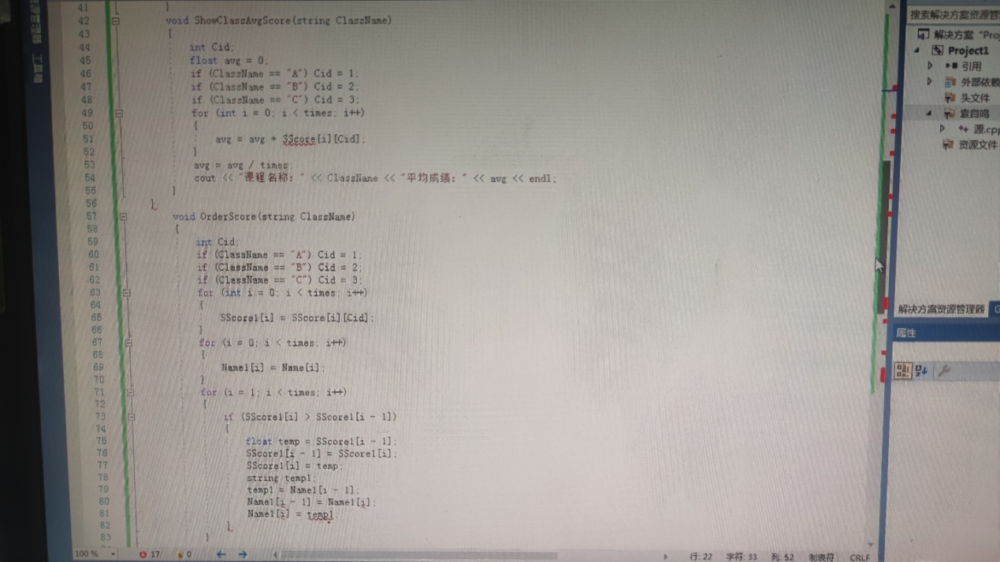 41 }
42 void ShowClassAvgScore(string ClassName)
43 {
44 int Cid;
45 float avg = 0;
46 if (ClassName == "A") Cid = 1;
47 if (ClassName == "B") Cid = 2;
48 if (ClassName == "C") Cid = 3;
49 for (int i = 0; i < times; i++)
50 {
51 avg = avg + SScore[i][Cid];
52 }
53 avg = avg / times;
54 cout << "课程名称：" << ClassName << "平均成绩：" << avg << endl;
55 }
56 }
57 void OrderScore(string ClassName)
58 {
59 int Cid;
60 if (ClassName == "A") Cid = 1;
61 if (ClassName == "B") Cid = 2;
62 if (ClassName == "C") Cid = 3;
63 for (int i = 0; i < times; i++)
64 {
65 SScore1[i] = SScore[i][Cid];
66 }
67 for (i = 0; i < times; i++)
68 {
69 Name1[i] = Name[i];
70 }
71 for (i = 1; i < times; i++)
72 {
73 if (SScore1[i] > SScore1[i - 1])
74 {
75 float temp = SScore1[i - 1];
76 SScore1[i - 1] = SScore1[i];
77 SScore1[i] = temp;
78 string temp1;
79 temp1 = Name1[i - 1];
80 Name1[i - 1] = Name1[i];
81 Name1[i] = temp1
82 }
83 }
100 % 17 0 行: 22 字符: 33 列: 52 制表符 CRLF
管理器 工具箱
搜索解决方案资源管
解决方案 "Proj
Project1
引用
外部依赖
头文件
袁自鸣
源.cpp
资源文件
解决方案资源管理器
属性